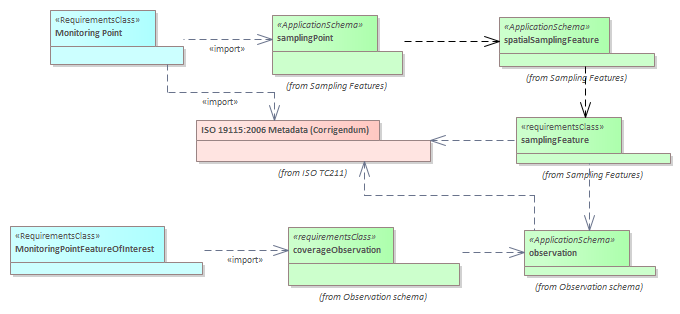 «RequirementsClass»
Monitoring Point
«import»
«ApplicationSchema»
samplingPoint
(from Sampling Features)
«ApplicationSchema»
spatialSamplingFeature
(from Sampling Features)
«import»
ISO 19115:2006 Metadata (Corrigendum)
(from ISO TC211)
«requirementsClass»
samplingFeature
(from Sampling Features)
«RequirementsClass»
MonitoringPointFeatureOfInterest
«import»
«requirementsClass»
coverageObservation
(from Observation schema)
«ApplicationSchema»
observation
(from Observation schema)